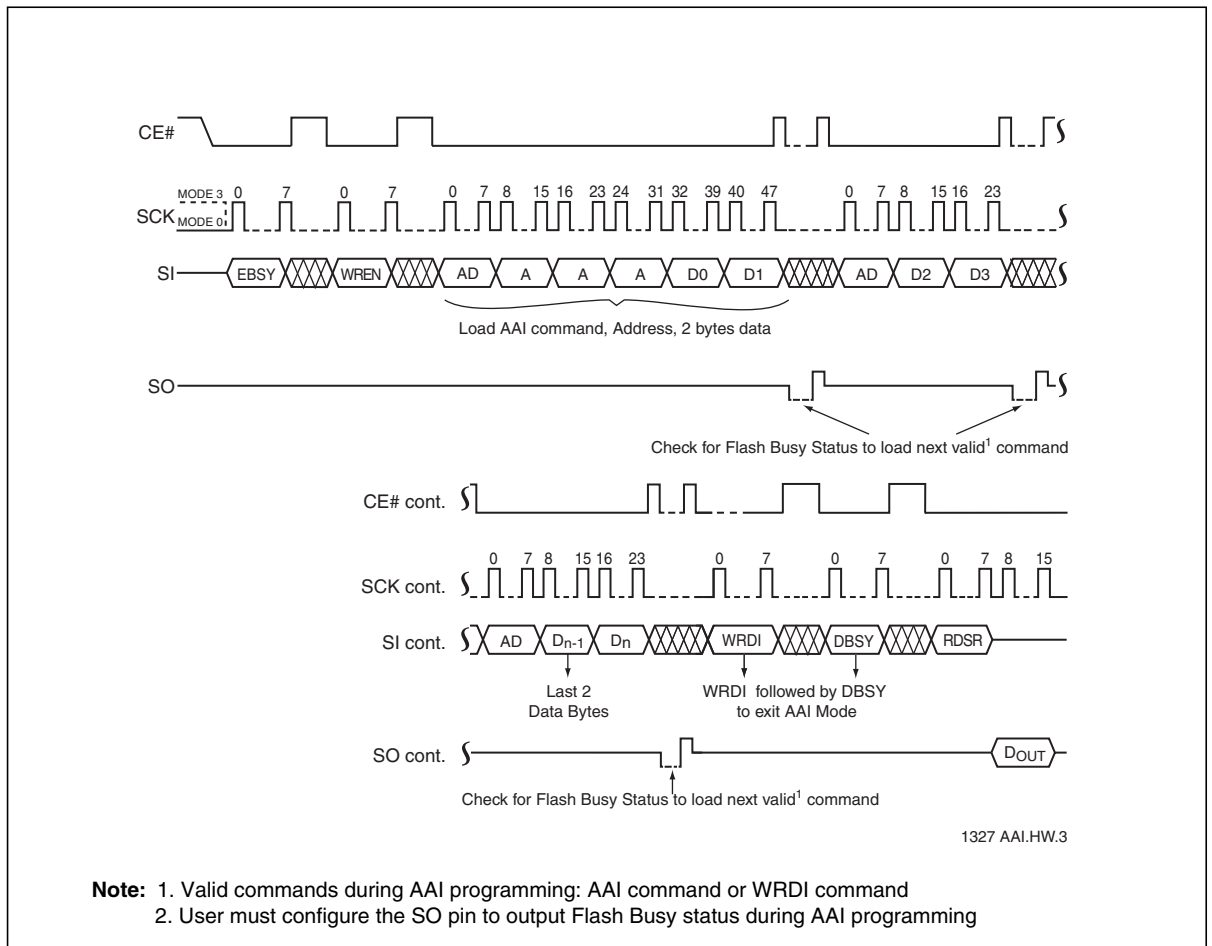 CE#
MODE 3 0 7 0 7 0 7 8 15 16 23 24 31 32 39 40 47 0 7 8 15 16 23
SCK MODE 0
SI EBSY WREN AD A A A D0 D1 AD D2 D3
Load AAI command, Address, 2 bytes data
SO
Check for Flash Busy Status to load next valid1 command
CE# cont.
0 7 8 15 16 23 0 7 0 7 0 7 8 15
SCK cont.
SI cont. AD Dn-1 Dn WRDI DBSY RDSR
Last 2 WRDI followed by DBSY
Data Bytes to exit AAI Mode
SO cont. DOUT
Check for Flash Busy Status to load next valid1 command
1327 AAI.HW.3
Note: 1. Valid commands during AAI programming: AAI command or WRDI command
2. User must configure the SO pin to output Flash Busy status during AAI programming